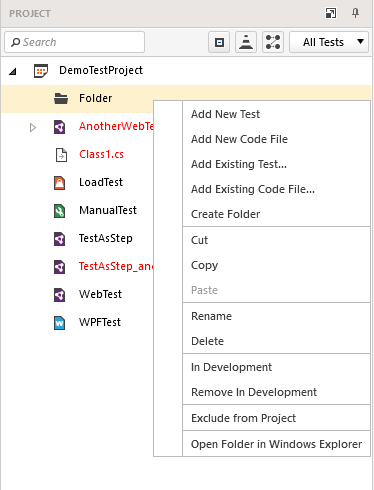 PROJECT
Search
All Tests
DemoTestProject
Folder
AnotherWebTe
Class1.cs
LoadTest
ManualTest
TestAsStep
TestAsStep_an
WebTest
WPFTest
Add New Test
Add New Code File
Add Existing Test...
Add Existing Code File...
Create Folder
Cut
Copy
Paste
Rename
Delete
In Development
Remove In Development
Exclude from Project
Open Folder in Windows Explorer